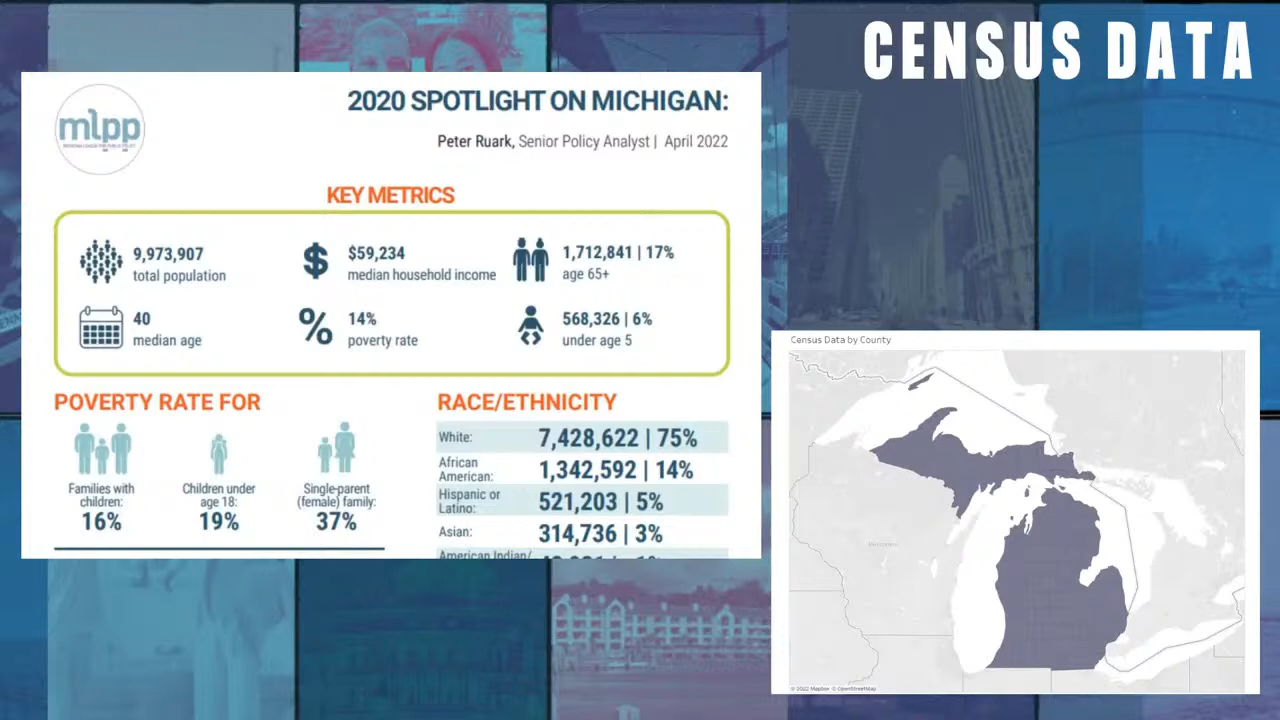 CENSUS DATA
mlpp
2020 SPOTLIGHT ON MICHIGAN:
Peter Ruark, Senior Policy Analyst | April 2022
KEY METRICS
9,973,907
total population
$59,234
median household income
1,712,841 | 17%
age 65+
40
median age
%
14%
poverty rate
568,326 | 6%
under age 5
POVERTY RATE FOR
Families with
children:
16%
Children under
age 18:
19%
Single-parent
(female) family:
37%
RACE/ETHNICITY
White: 7,428,622 | 75%
African
American: 1,342,592 | 14%
Hispanic or
Latino: 521,203 | 5%
Asian: 314,736 | 3%
American Indian/
Census Data by County
© 2022 Mapbox © OpenStreetMap